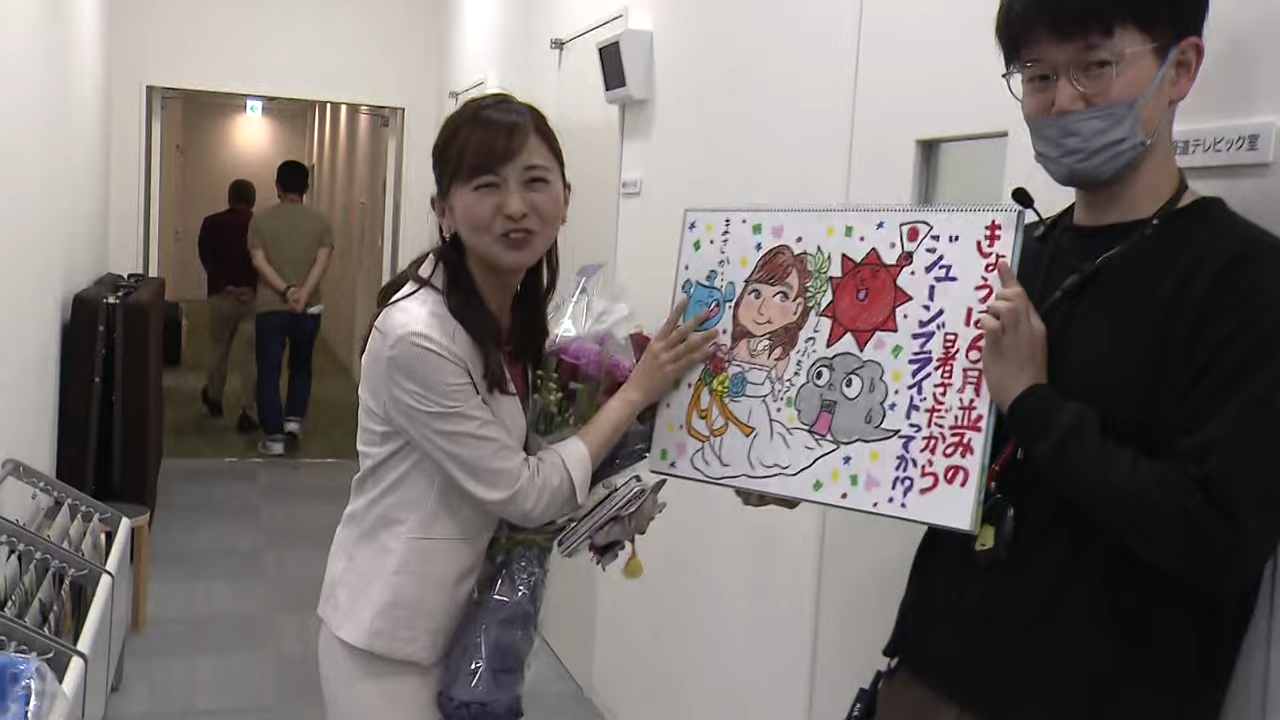 きょうは6月並みの
暑さだから
ジューンブライドってか!?
まさか…
道テレビック室